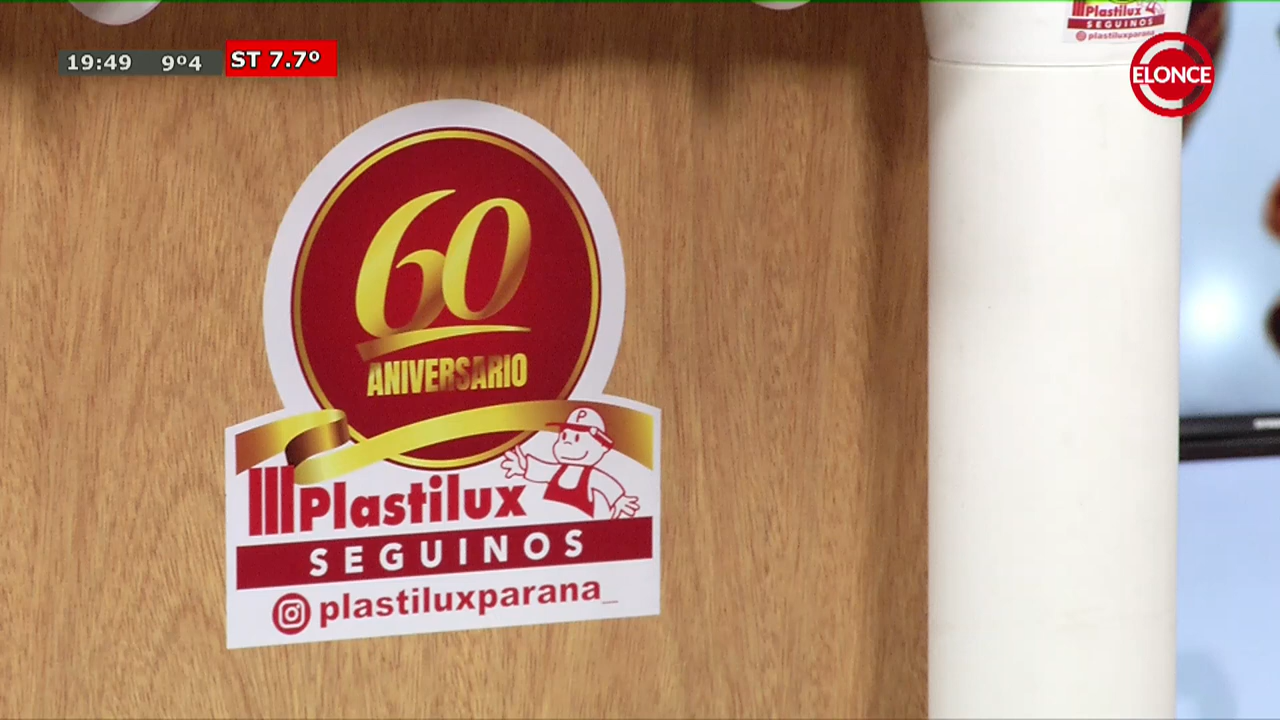 19:49 9º4 ST 7.7º
Plastilux
SEGUINOS
plastiluxparana
ELONCE
60
ANIVERSARIO
P
Plastilux
SEGUINOS
plastiluxparana_